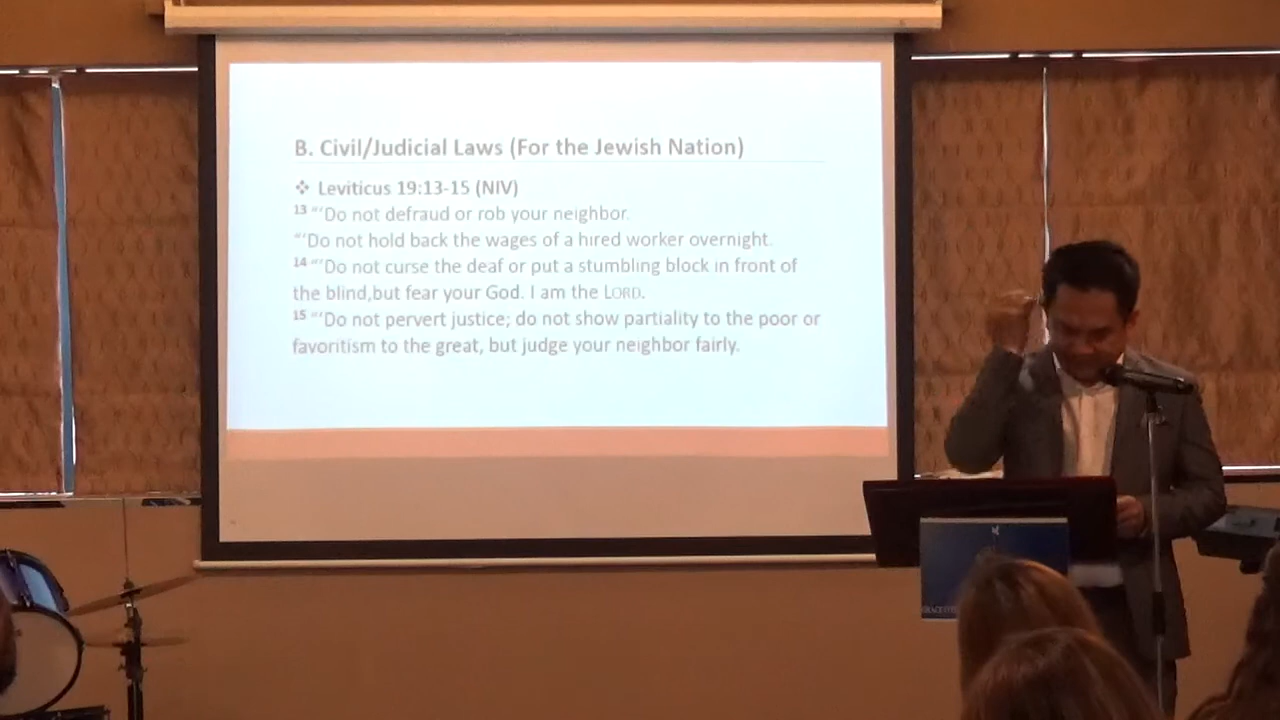 B. Civil/Judicial Laws (For the Jewish Nation)
❖ Leviticus 19:13-15 (NIV)
13 “‘Do not defraud or rob your neighbor.
“‘Do not hold back the wages of a hired worker overnight.
14 “‘Do not curse the deaf or put a stumbling block in front of
the blind,but fear your God. I am the LORD.
15 “‘Do not pervert justice; do not show partiality to the poor or
favoritism to the great, but judge your neighbor fairly.